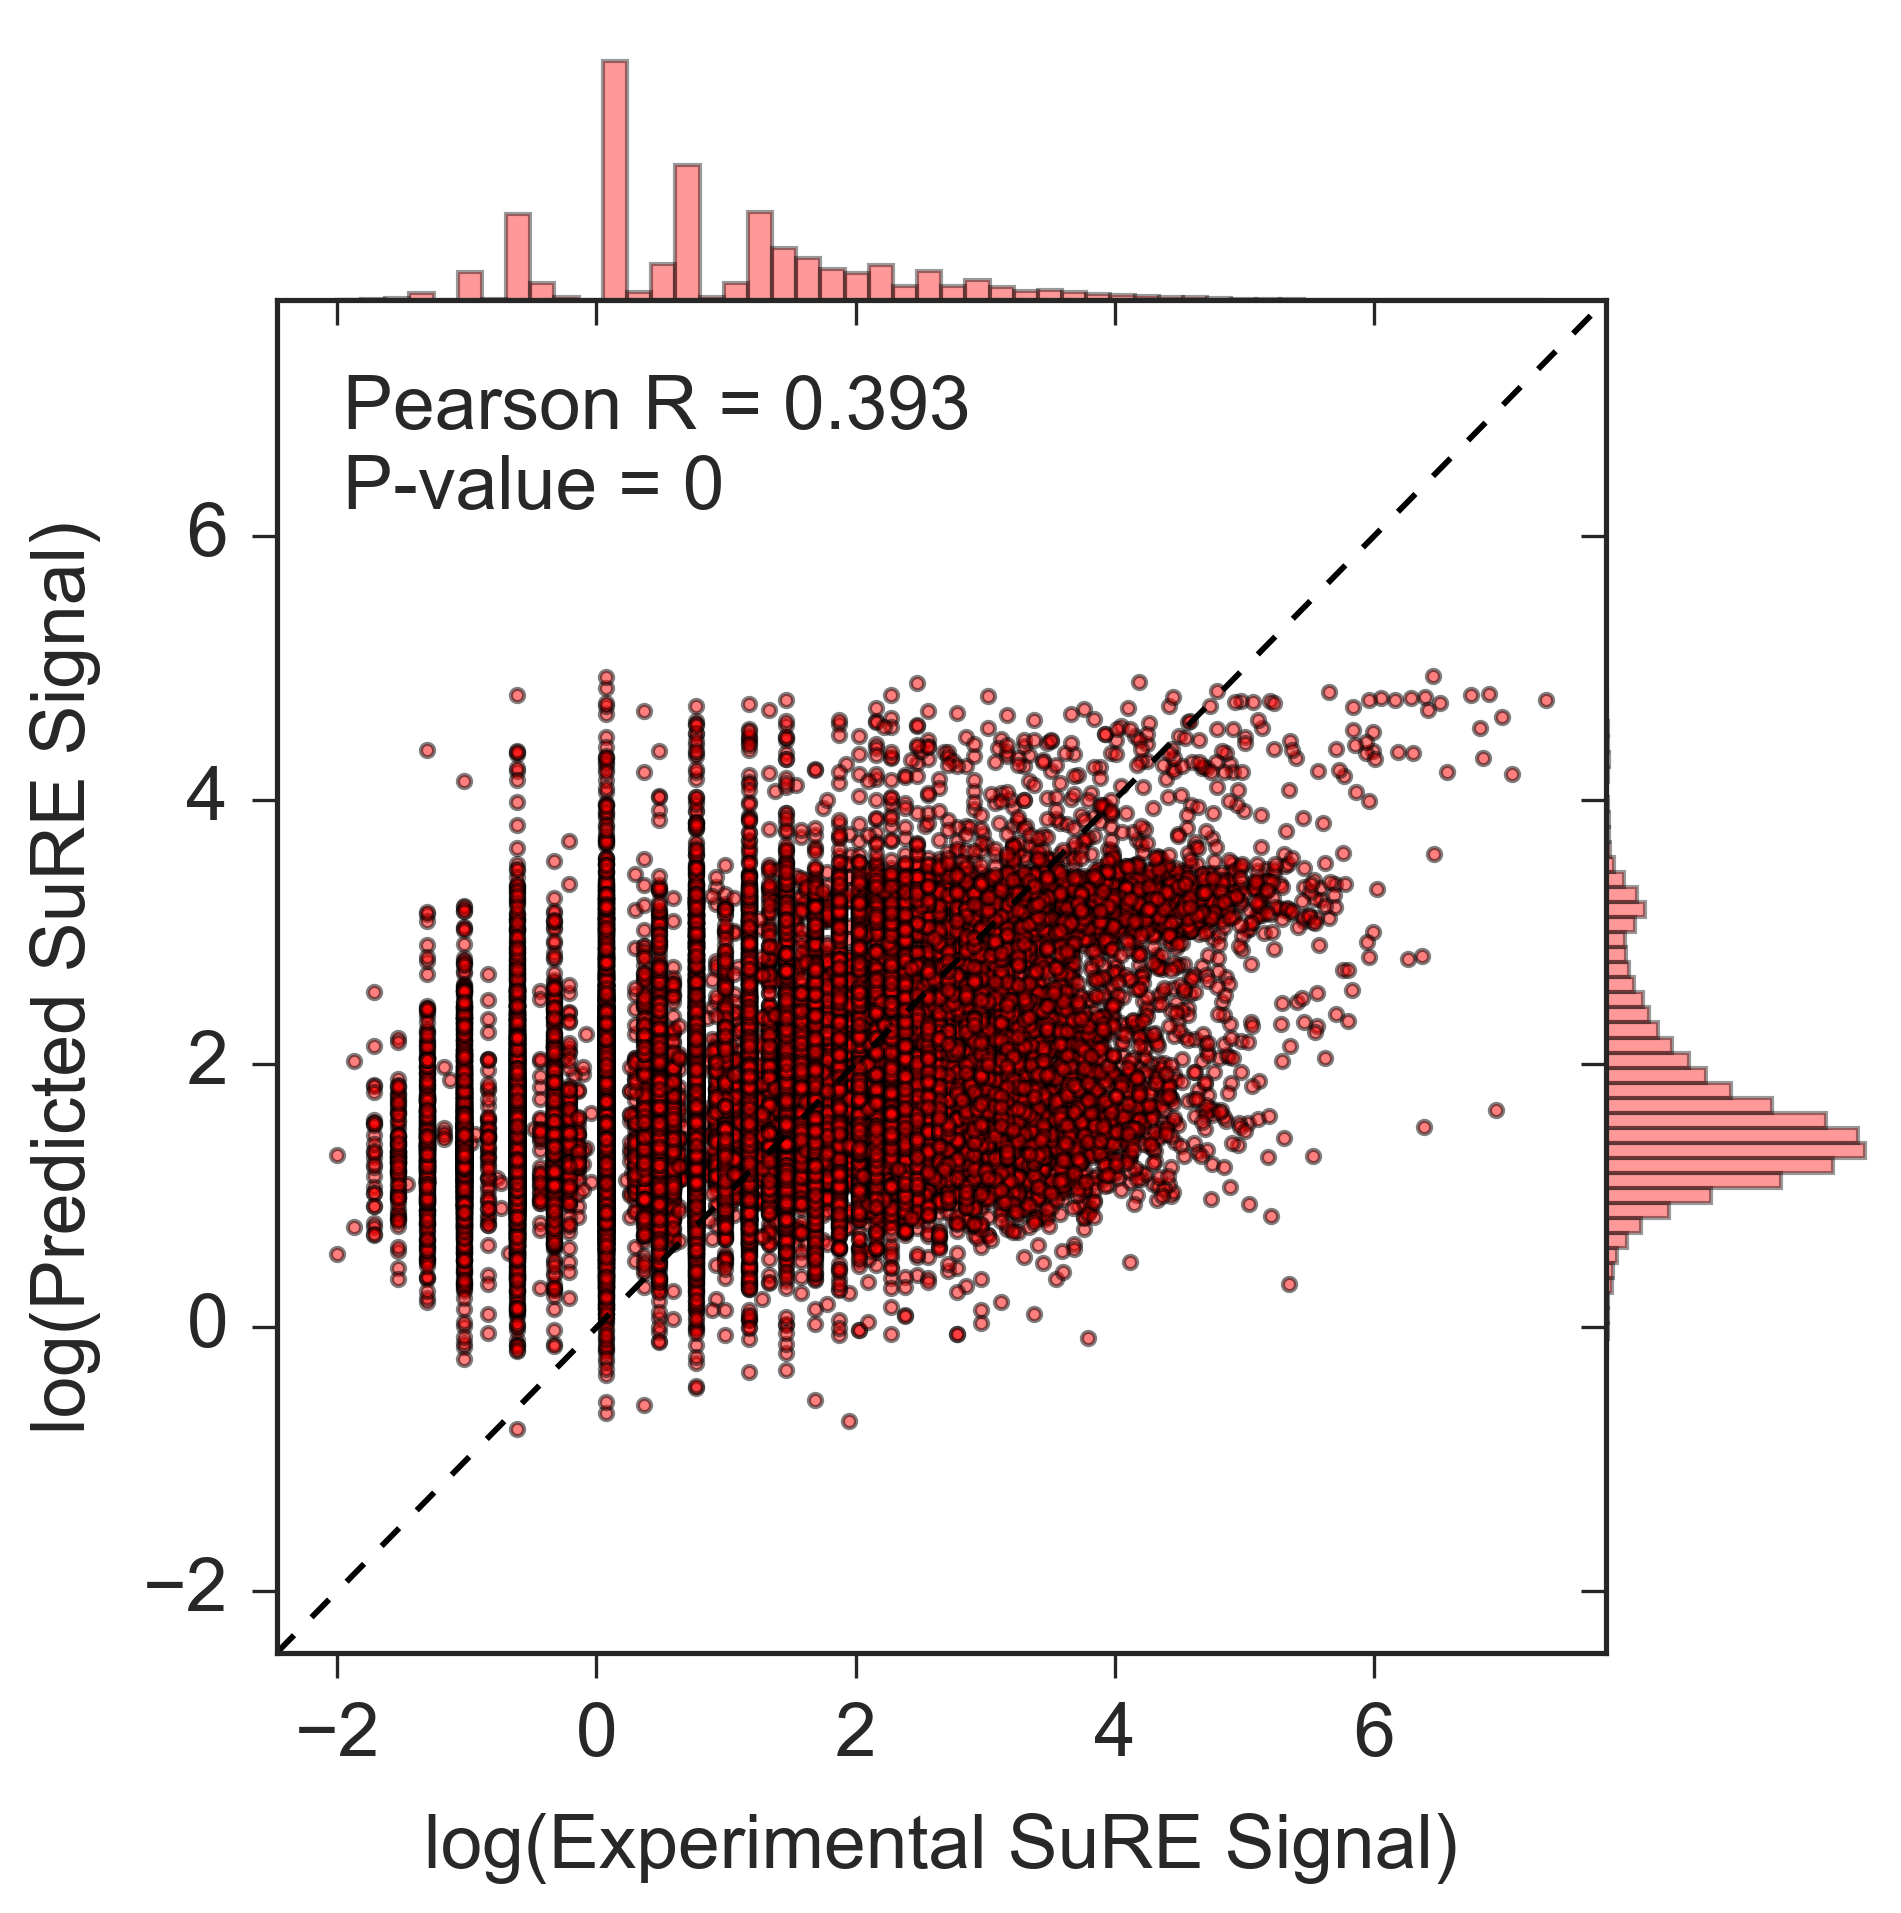 Pearson R = 0.393
P-value = 0
6
4
2
0
−2
−2 0 2 4 6
log(Predicted SuRE Signal)
log(Experimental SuRE Signal)